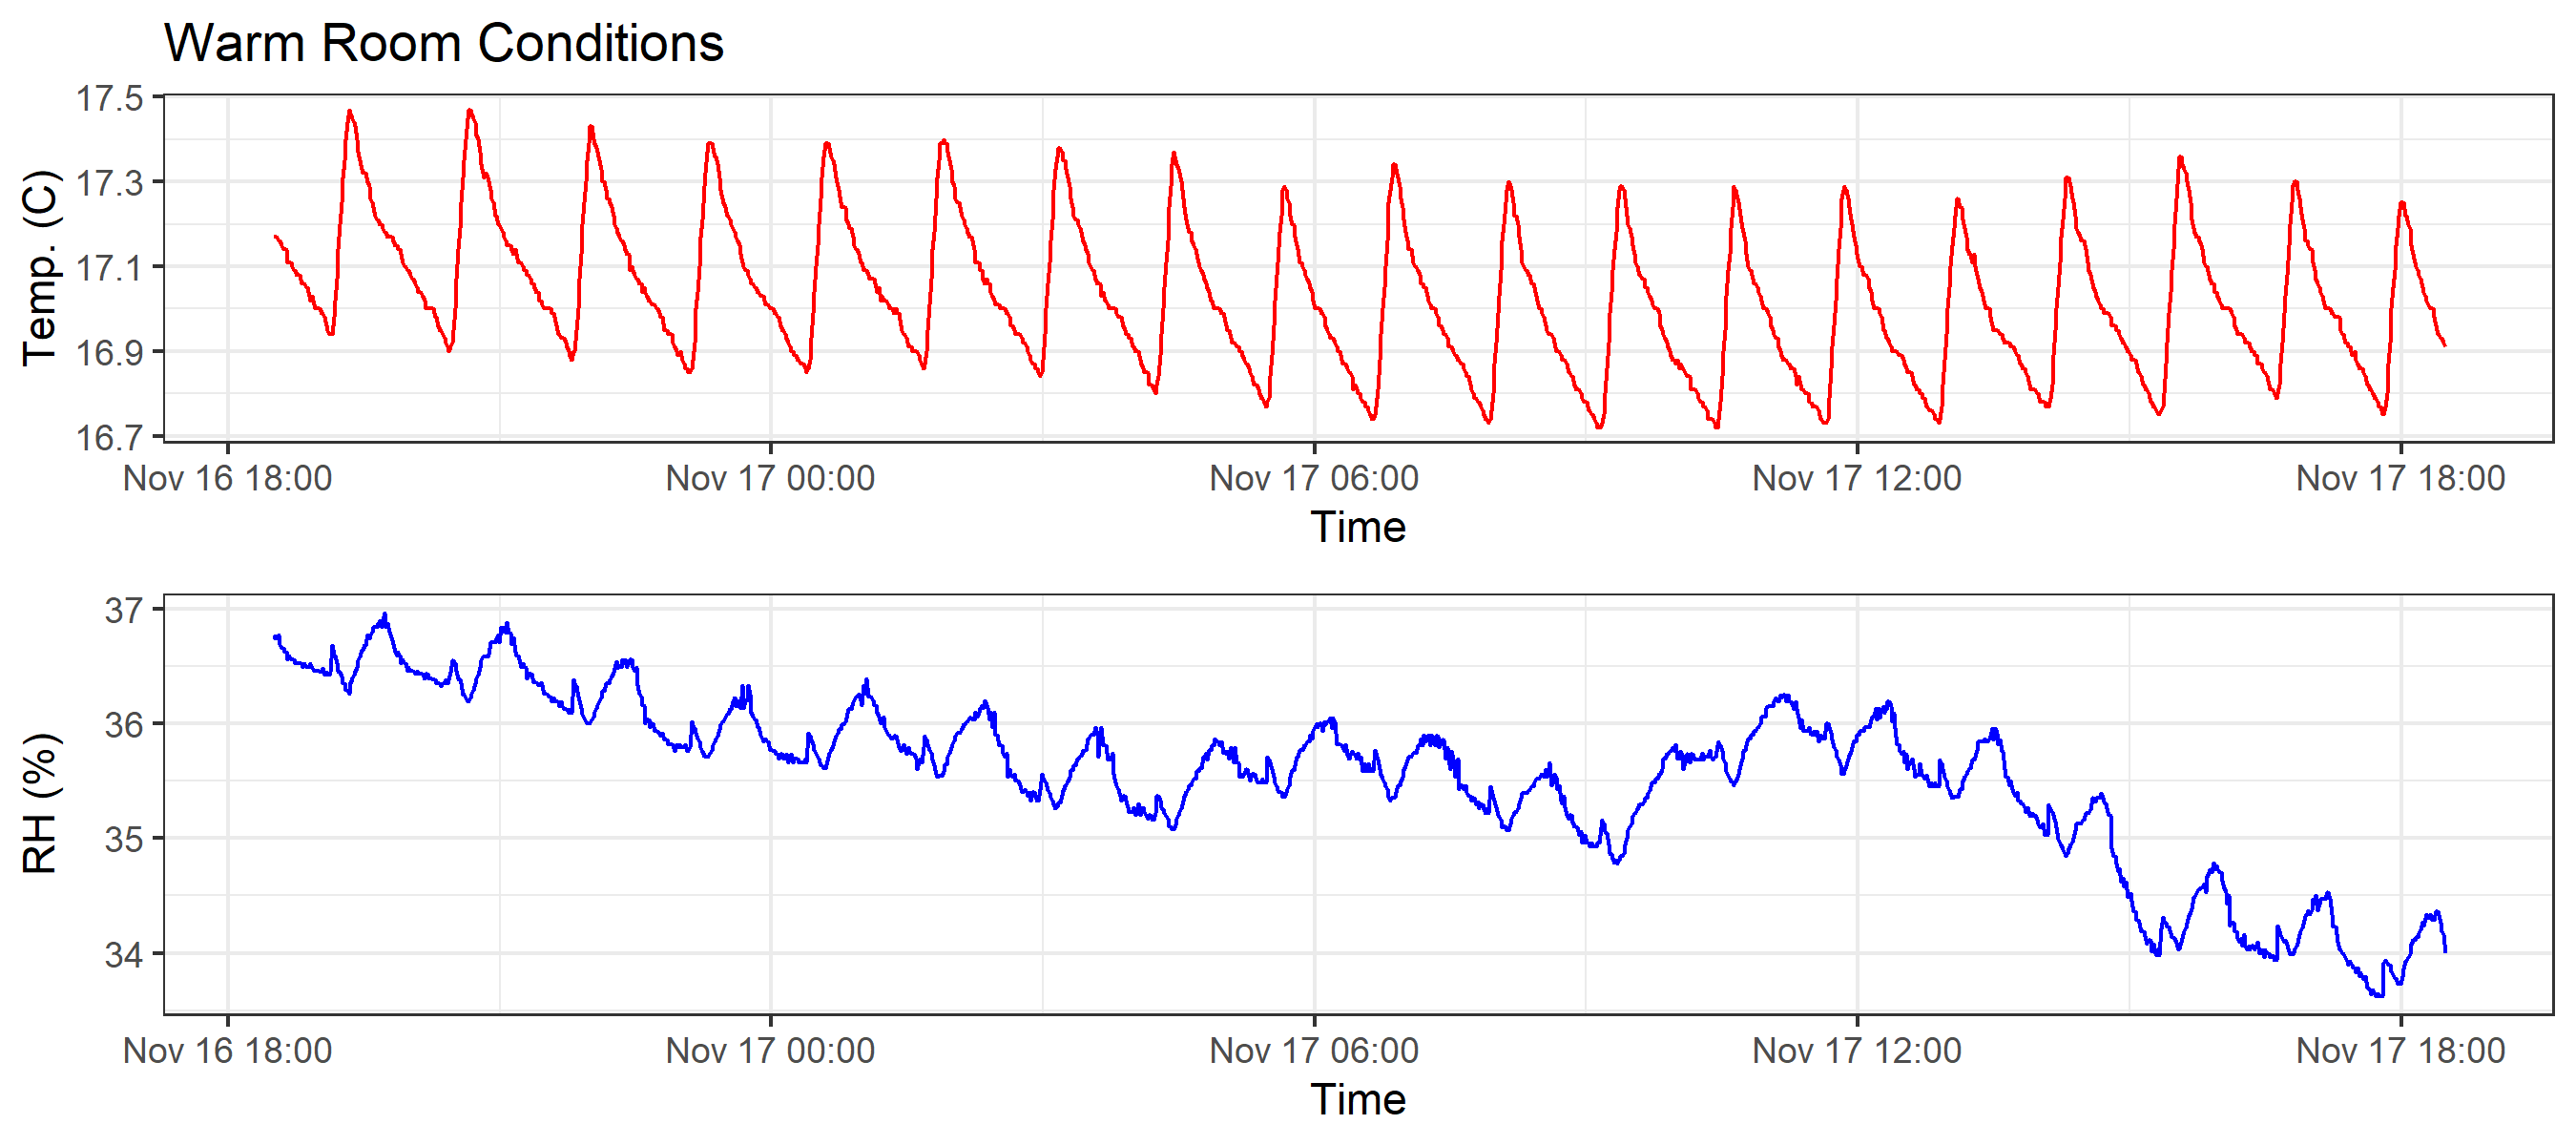 Warm Room Conditions
Temp. (C)
17.5
17.3
17.1
16.9
16.7
Nov 16 18:00 Nov 17 00:00 Nov 17 06:00 Nov 17 12:00 Nov 17 18:00
Time
RH (%)
37
36
35
34
Nov 16 18:00 Nov 17 00:00 Nov 17 06:00 Nov 17 12:00 Nov 17 18:00
Time